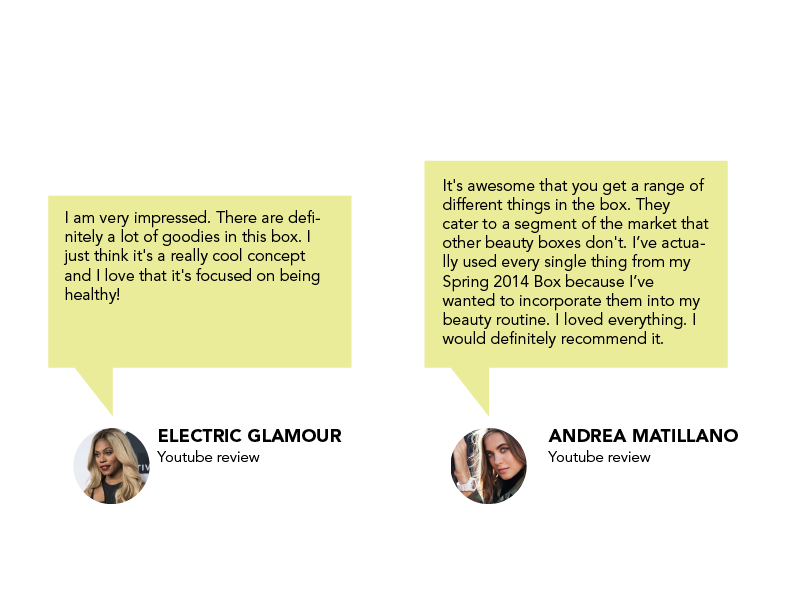 I am very impressed. There are defi-
nitely a lot of goodies in this box. I
just think it's a really cool concept
and I love that it's focused on being
healthy!
ELECTRIC GLAMOUR
Youtube review
It's awesome that you get a range of
different things in the box. They
cater to a segment of the market that
other beauty boxes don't. I’ve actua-
lly used every single thing from my
Spring 2014 Box because I’ve
wanted to incorporate them into my
beauty routine. I loved everything. I
would definitely recommend it.
ANDREA MATILLANO
Youtube review